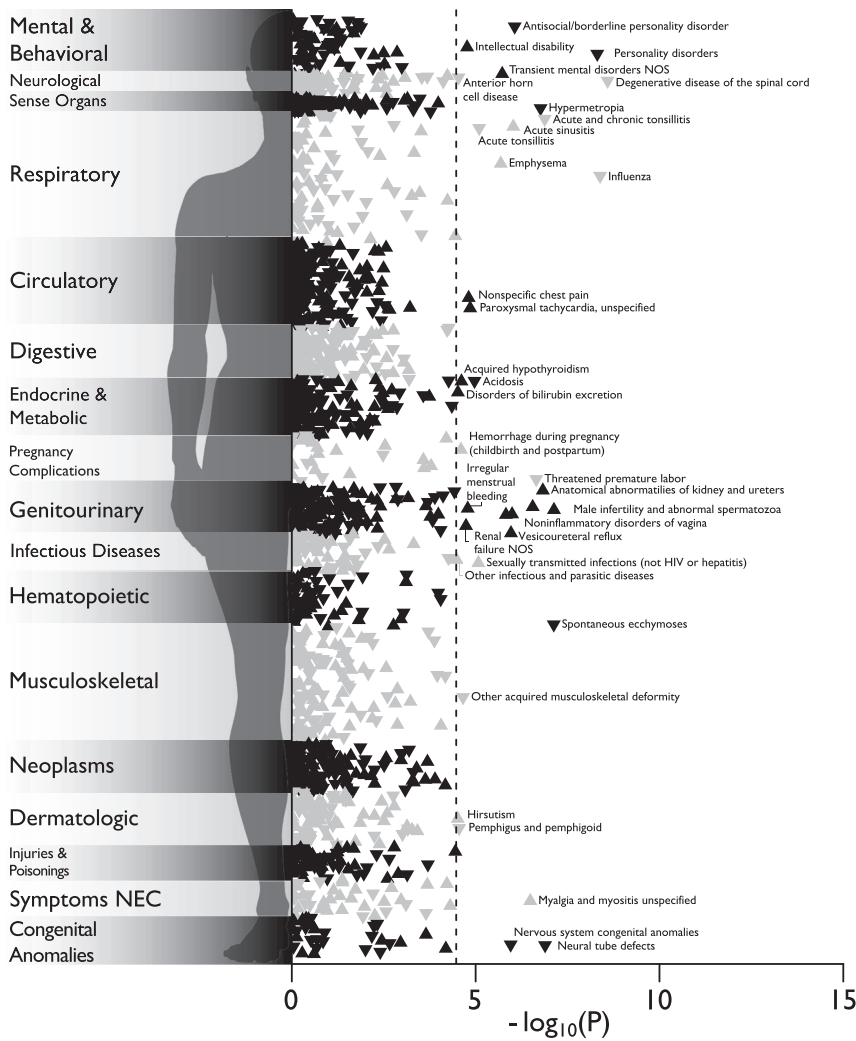 Mental &
Behavioral
Antisocial/borderline personality disorder
Intellectual disability
Personality disorders
Transient mental disorders NOS
Neurological
Anterior horn
cell disease
Degenerative disease of the spinal cord
Sense Organs
Hypermetropia
Acute and chronic tonsillitis
Acute sinusitis
Acute tonsillitis
Respiratory
Emphysema
Influenza
Circulatory
Nonspecific chest pain
Paroxysmal tachycardia, unspecified
Digestive
Acquired hypothyroidism
Acidosis
Disorders of bilirubin excretion
Endocrine &
Metabolic
Pregnancy
Complications
Hemorrhage during pregnancy
(childbirth and postpartum)
Irregular
menstrual
bleeding
Threatened premature labor
Anatomical abnormatilies of kidney and ureters
Genitourinary
Male infertility and abnormal spermatozoa
Noninflammatory disorders of vagina
Renal
failure NOS
Vesicoureteral reflux
Infectious Diseases
Sexually transmitted infections (not HIV or hepatitis)
Other infectious and parasitic diseases
Hematopoietic
Spontaneous ecchymoses
Musculoskeletal
Other acquired musculoskeletal deformity
Neoplasms
Dermatologic
Hirsutism
Pemphigus and pemphigoid
Injuries &
Poisonings
Symptoms NEC
Myalgia and myositis unspecified
Congenital
Anomalies
Nervous system congenital anomalies
Neural tube defects
0 5 10 15
-log₁₀(P)